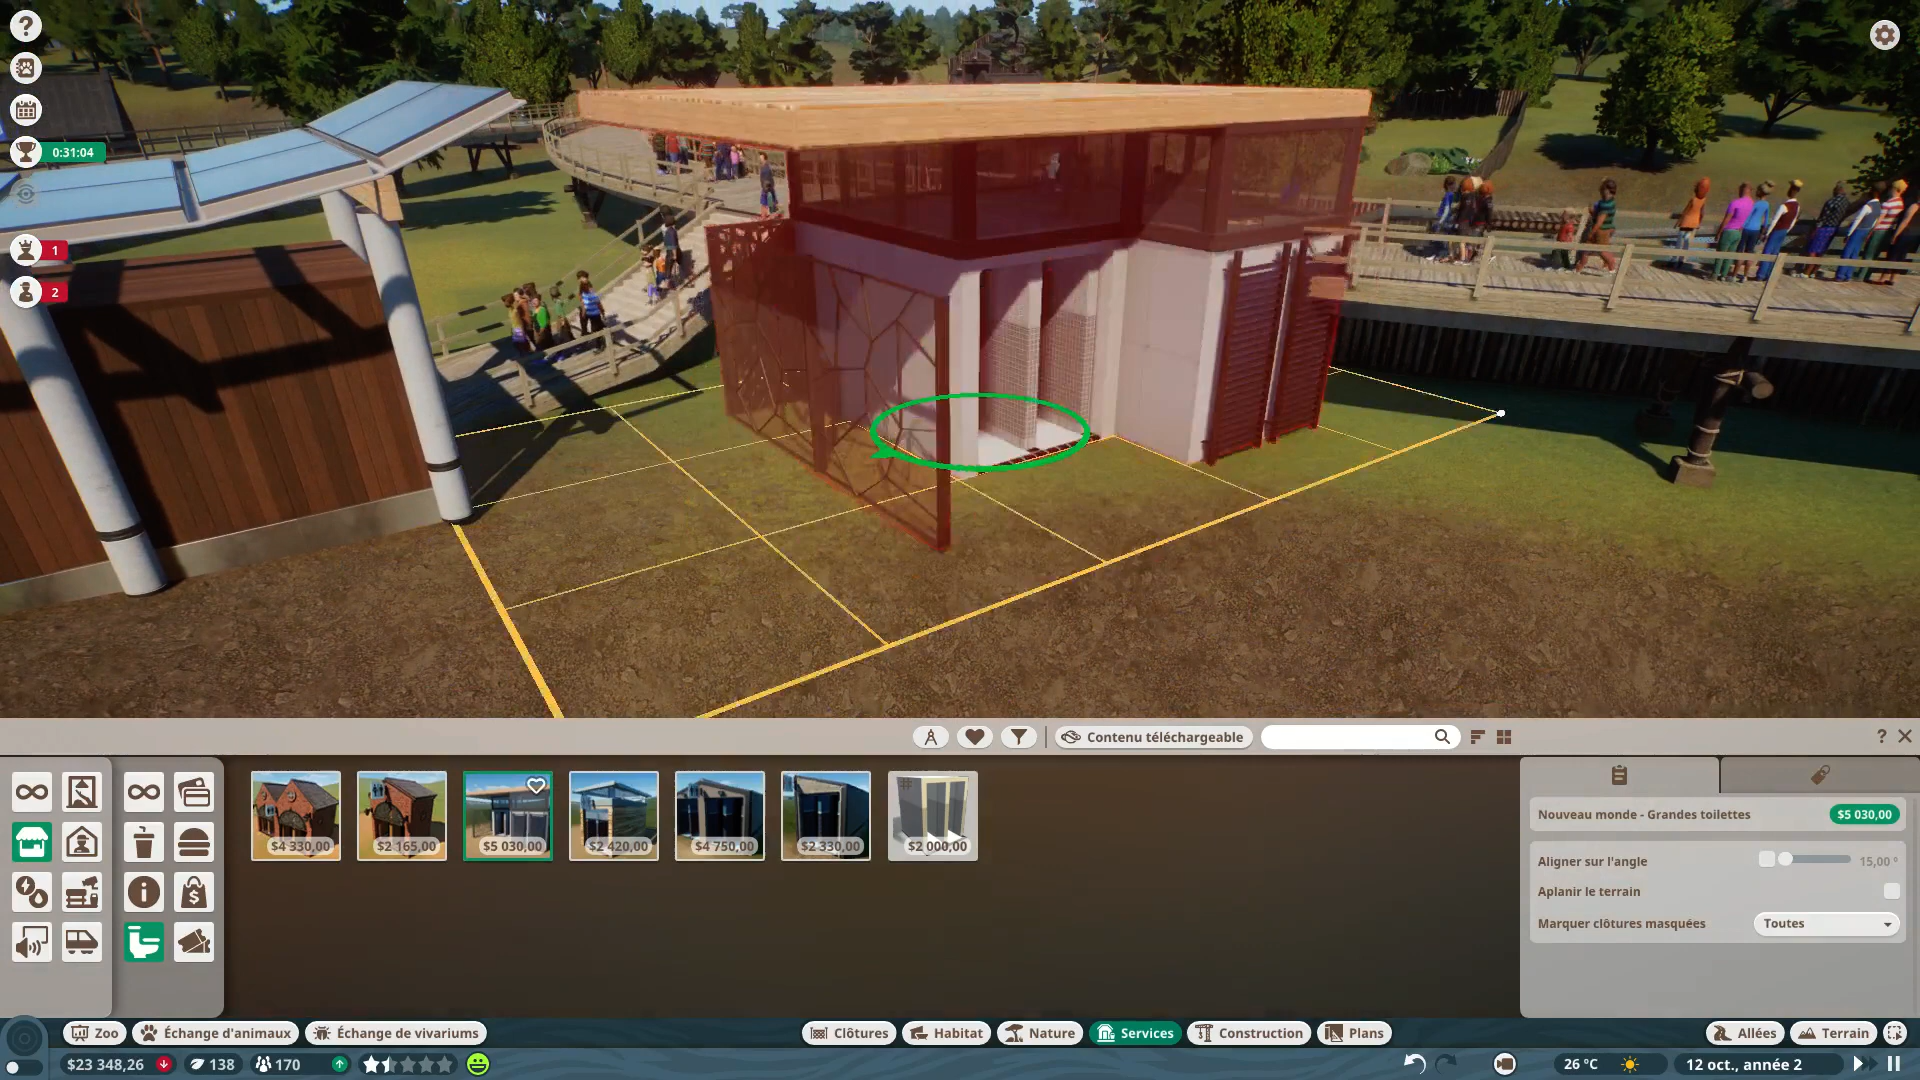 ?
0:31:04
1
2
Contenu téléchargeable
?
$4 330,00
$2 165,00
$5 030,00
$2 420,00
$4 750,00
$2 330,00
$2 000,00
Nouveau monde - Grandes toilettes
$5 030,00
Aligner sur l'angle
15,00 °
Aplanir le terrain
Marquer clôtures masquées
Toutes
Zoo
Échange d'animaux
Échange de vivariums
Clôtures
Habitat
Nature
Services
Construction
Plans
Allées
Terrain
$23 348,26
138
170
26 °C
12 oct., année 2